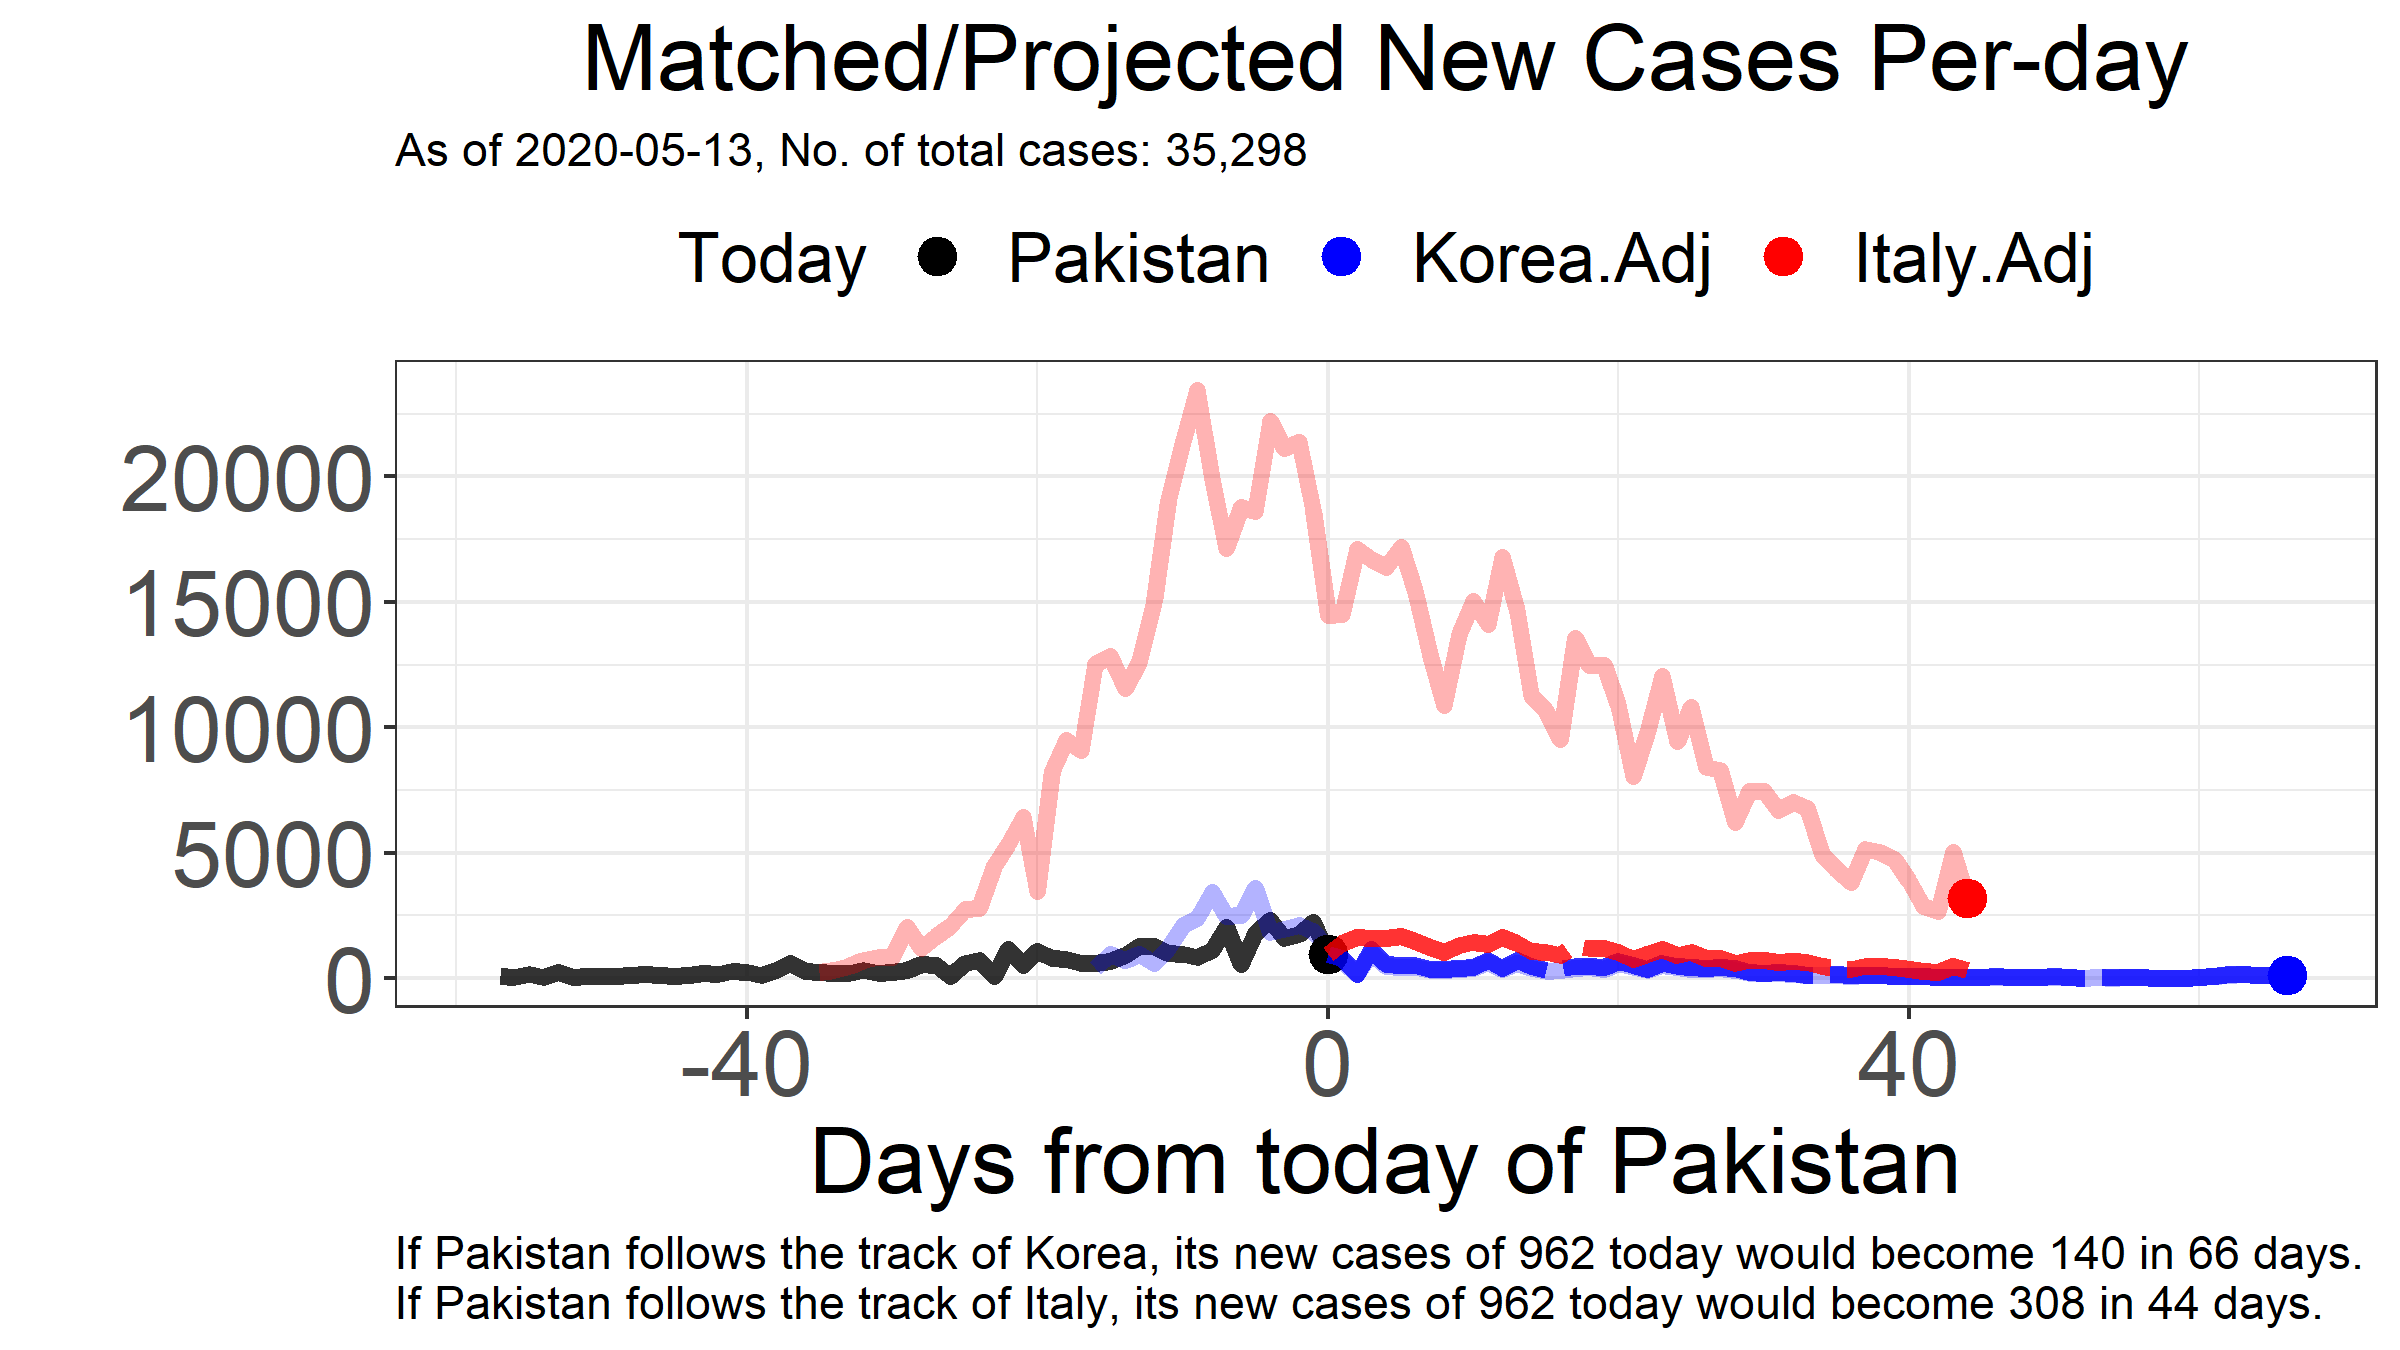 Matched/Projected New Cases Per-day
As of 2020-05-13, No. of total cases: 35,298
Today Pakistan Korea.Adj Italy.Adj
20000
15000
10000
5000
0
-40 0 40
Days from today of Pakistan
If Pakistan follows the track of Korea, its new cases of 962 today would become 140 in 66 days.
If Pakistan follows the track of Italy, its new cases of 962 today would become 308 in 44 days.